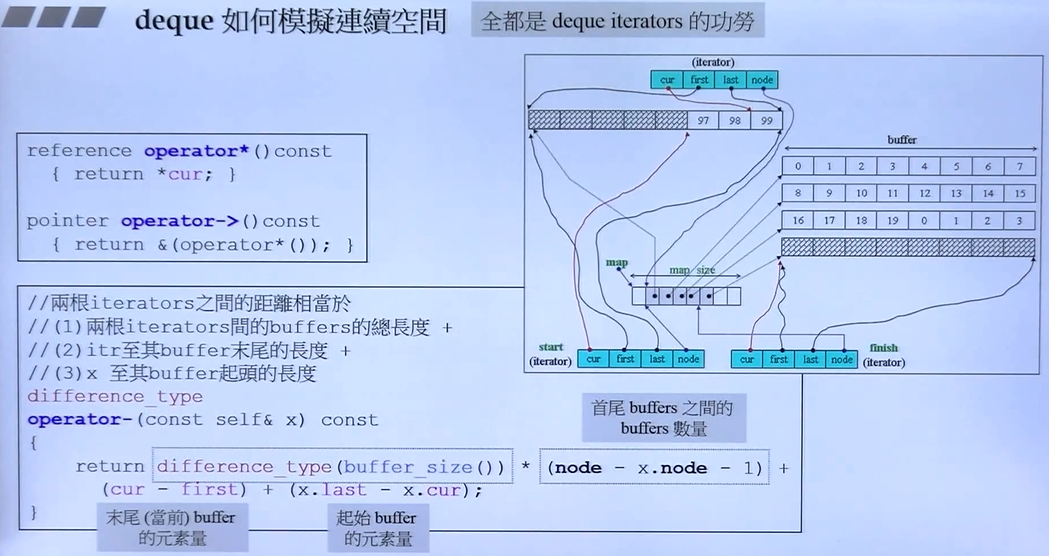 deque 如何模擬連續空間
全都是 deque iterators 的功勞
reference operator*()const
{ return *cur; }
pointer operator->()const
{ return &(operator*()); }
//兩根iterators之間的距離相當於
//(1)兩根iterators間的buffers的總長度 +
//(2)itr至其buffer末尾的長度 +
//(3)x 至其buffer起頭的長度
difference_type
operator-(const self& x) const
{
return difference_type(buffer_size()) * (node - x.node - 1) +
(cur - first) + (x.last - x.cur);
}
末尾 (當前) buffer
的元素量
起始 buffer
的元素量
首尾 buffers 之間的
buffers 數量
(iterator)
cur first last node
97 98 99
buffer
0 1 2 3 4 5 6 7
8 9 10 11 12 13 14 15
16 17 18 19 0 1 2 3
map
map size
start
(iterator)
cur first last node
cur first last node
finish
(iterator)